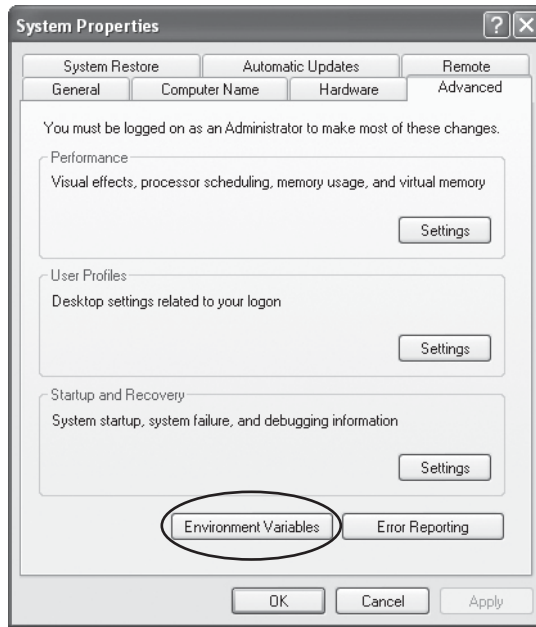 System Properties
System Restore Automatic Updates Remote
General Computer Name Hardware Advanced
You must be logged on as an Administrator to make most of these changes.
Performance
Visual effects, processor scheduling, memory usage, and virtual memory
Settings
User Profiles
Desktop settings related to your logon
Settings
Startup and Recovery
System startup, system failure, and debugging information
Settings
Environment Variables Error Reporting
OK Cancel Apply